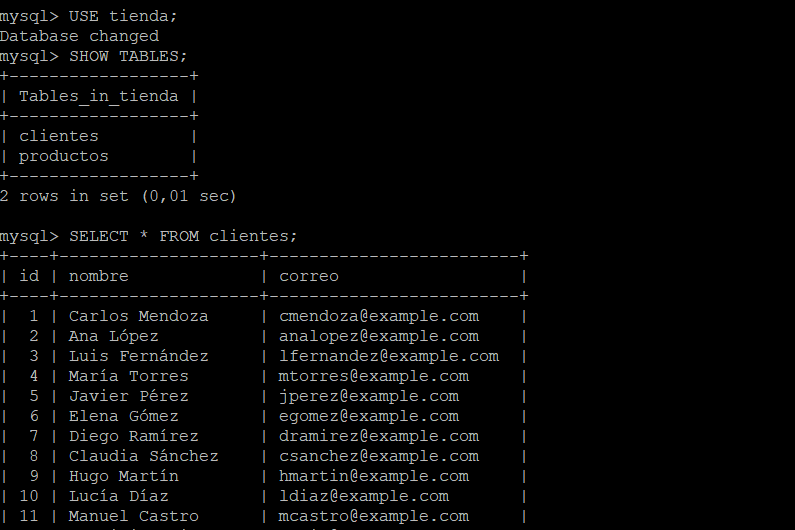 mysql> USE tienda;
Database changed
mysql> SHOW TABLES;
+------------------+
| Tables_in_tienda |
+------------------+
| clientes         |
| productos        |
+------------------+
2 rows in set (0,01 sec)

mysql> SELECT * FROM clientes;
+----+--------------------+-------------------------+
| id | nombre             | correo                  |
+----+--------------------+-------------------------+
|  1 | Carlos Mendoza     | cmendoza@example.com    |
|  2 | Ana López          | analopez@example.com    |
|  3 | Luis Fernández     | lfernandez@example.com  |
|  4 | María Torres       | mtorres@example.com     |
|  5 | Javier Pérez       | jperez@example.com      |
|  6 | Elena Gómez        | egomez@example.com      |
|  7 | Diego Ramírez      | dramirez@example.com    |
|  8 | Claudia Sánchez    | csanchez@example.com    |
|  9 | Hugo Martín        | hmartin@example.com     |
| 10 | Lucía Díaz         | ldiaz@example.com       |
| 11 | Manuel Castro      | mcastro@example.com     |